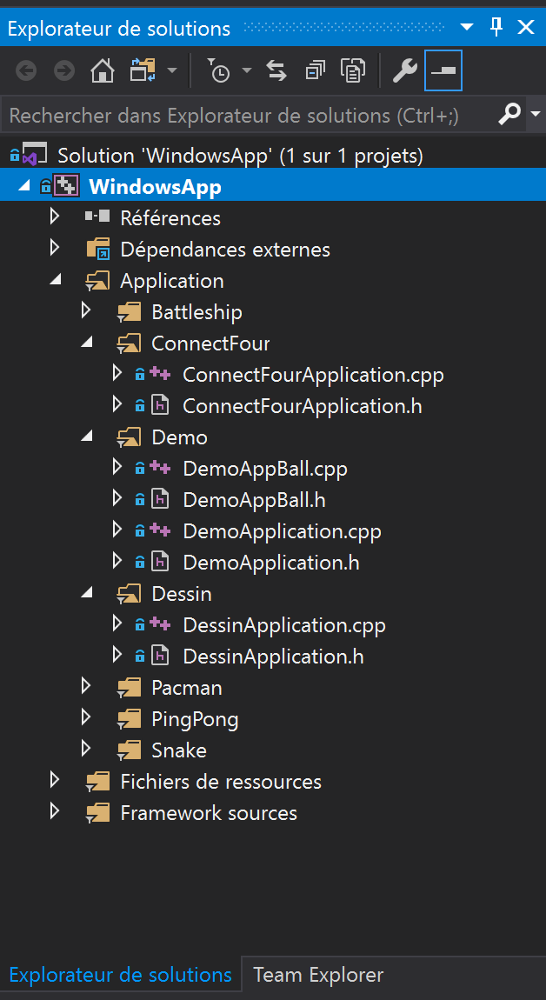 Explorateur de solutions
Rechercher dans Explorateur de solutions (Ctrl+;)
Solution 'WindowsApp' (1 sur 1 projets)
WindowsApp
Références
Dépendances externes
Application
Battleship
ConnectFour
ConnectFourApplication.cpp
ConnectFourApplication.h
Demo
DemoAppBall.cpp
DemoAppBall.h
DemoApplication.cpp
DemoApplication.h
Dessin
DessinApplication.cpp
DessinApplication.h
Pacman
PingPong
Snake
Fichiers de ressources
Framework sources
Explorateur de solutions Team Explorer